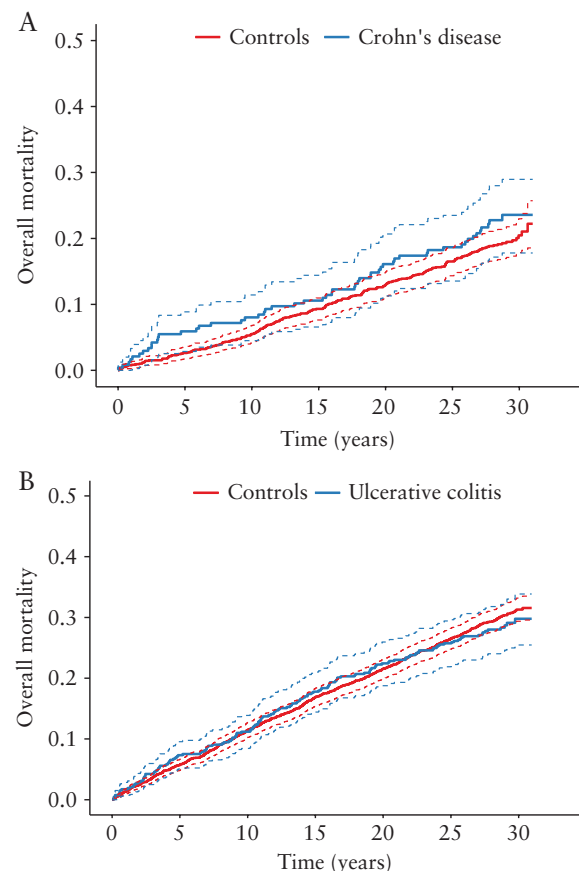 A
Controls Crohn's disease
Overall mortality
0.5
0.4
0.3
0.2
0.1
0.0
0 5 10 15 20 25 30
Time (years)
B
Controls Ulcerative colitis
Overall mortality
0.5
0.4
0.3
0.2
0.1
0.0
0 5 10 15 20 25 30
Time (years)